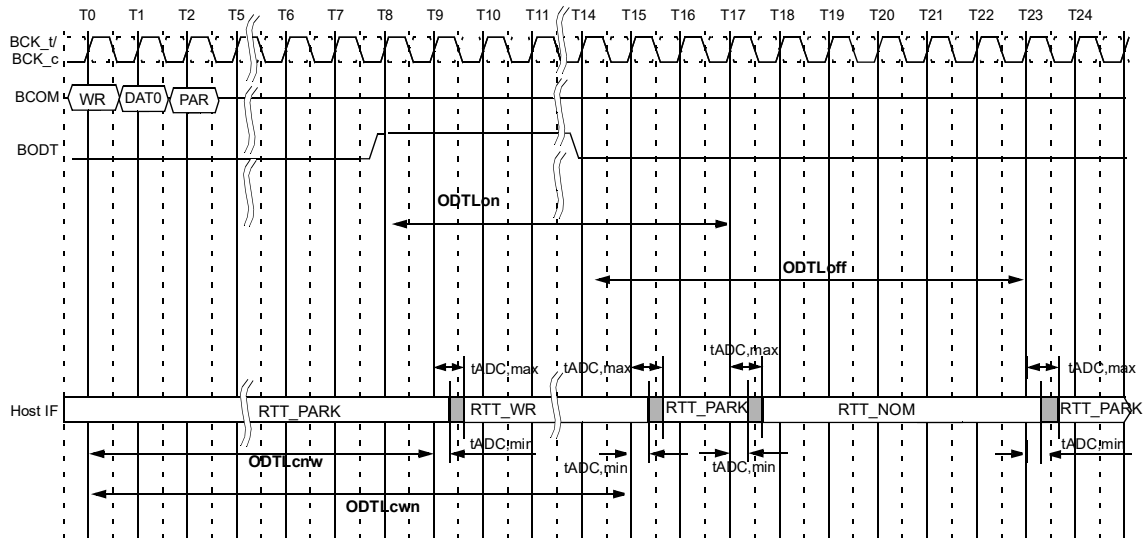 T0 T1 T2 T5 T6 T7 T8 T9 T10 T11 T14 T15 T16 T17 T18 T19 T20 T21 T22 T23 T24
BCK_t/
BCK_c
BCOM WR DAT0 PAR
BODT
ODTLon
ODTLoff
tADC,max
tADC,max tADC,max tADC,max
Host IF RTT_PARK RTT_WR RTT_PARK RTT_NOM RTT_PARK
tADC,min tADC,min
ODTLcnw tADC,min tADC,min
ODTLcwn